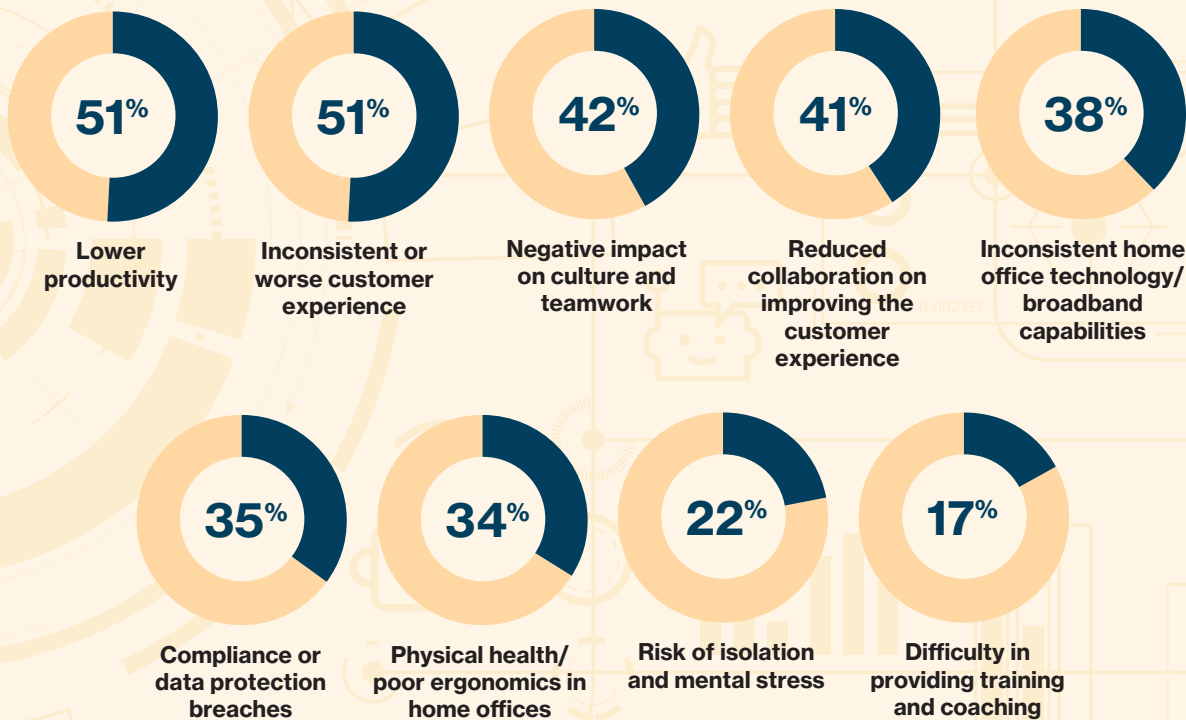 51%
51%
42%
41%
38%
Lower
productivity
Inconsistent or
worse customer
experience
Negative impact
on culture and
teamwork
Reduced
collaboration on
improving the
customer
experience
Inconsistent home
office technology/
broadband
capabilities
0.002157
35%
34%
22%
17%
Compliance or
data protection
breaches
Physical health/
poor ergonomics in
home offices
Risk of isolation
and mental stress
Difficulty in
providing training
and coaching